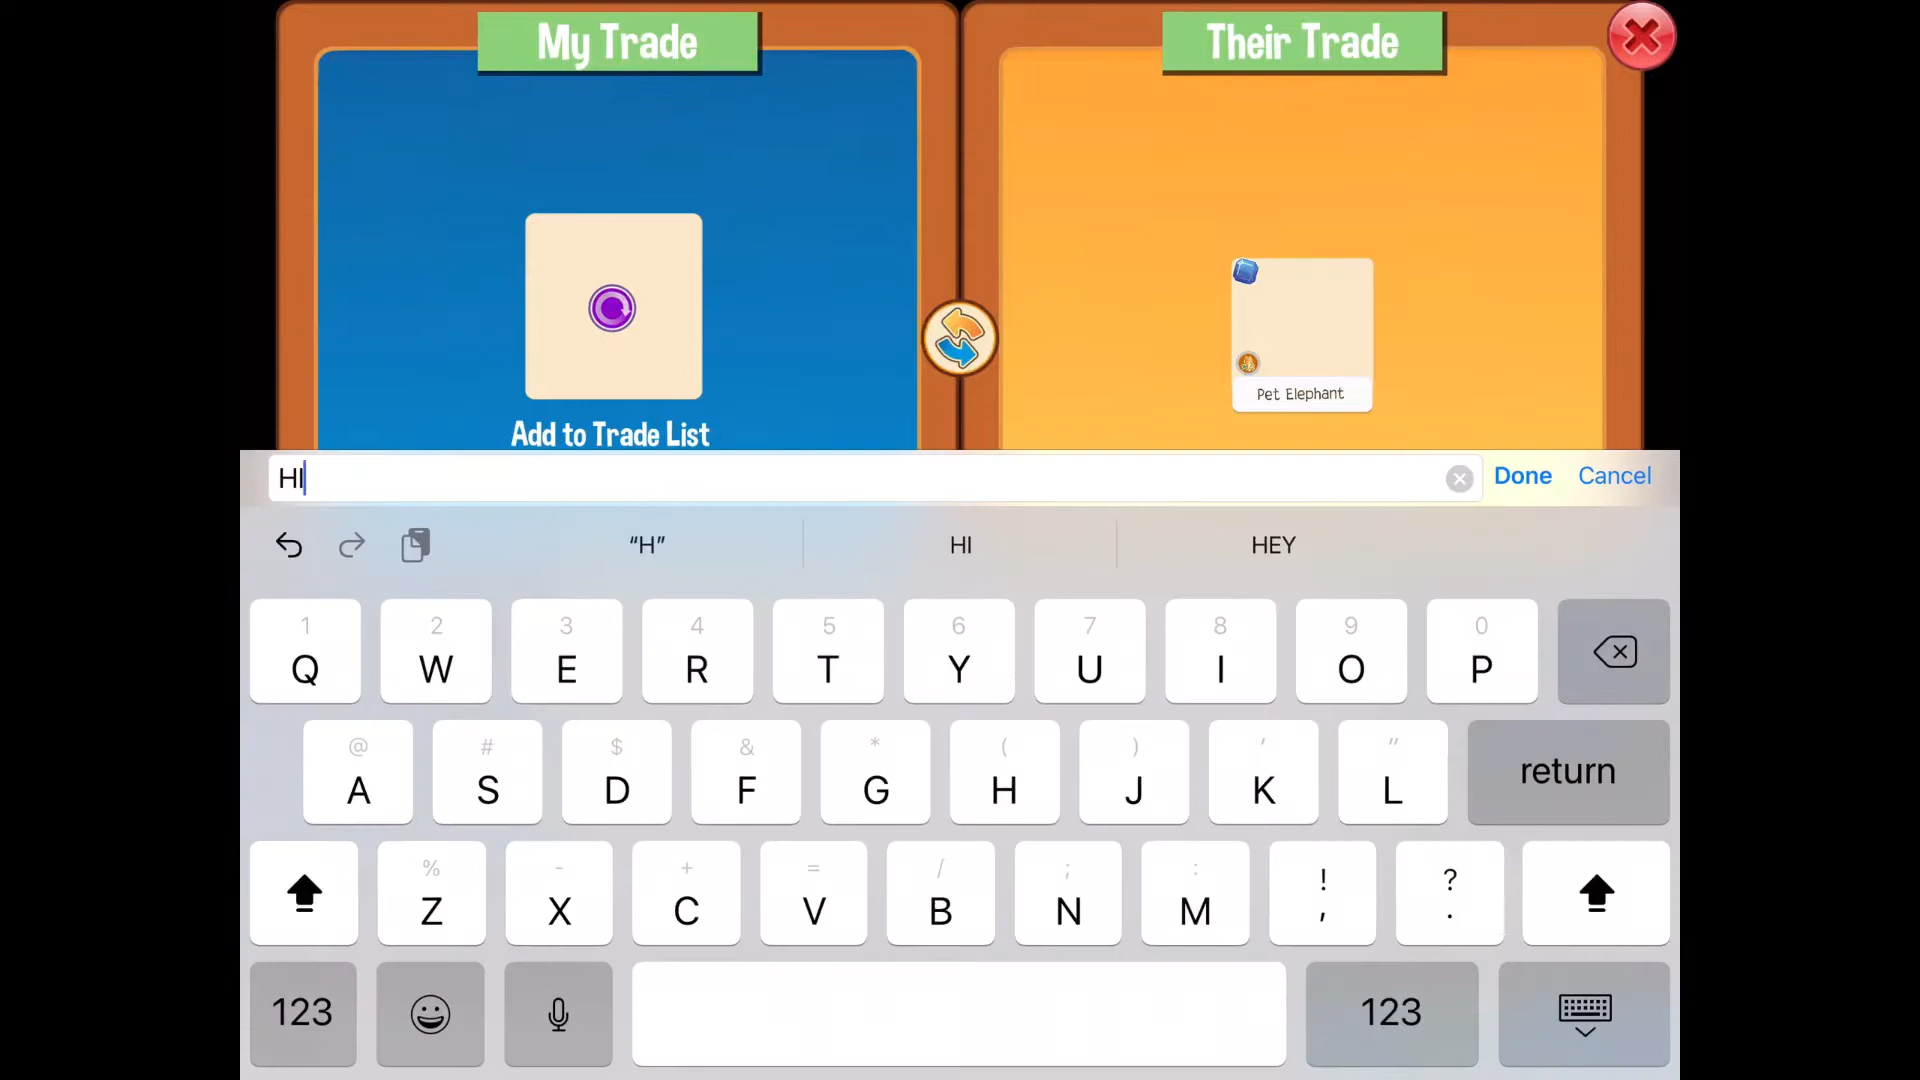 My Trade
Their Trade
Pet Elephant
Add to Trade List
HI
Done
Cancel
“H”
HI
HEY
1 2 3 4 5 6 7 8 9 0
Q W E R T Y U I O P
@ # $ & * ( ) ' "
A S D F G H J K L return
% - + = / ; : ! ?
Z X C V B N M , .
123
123